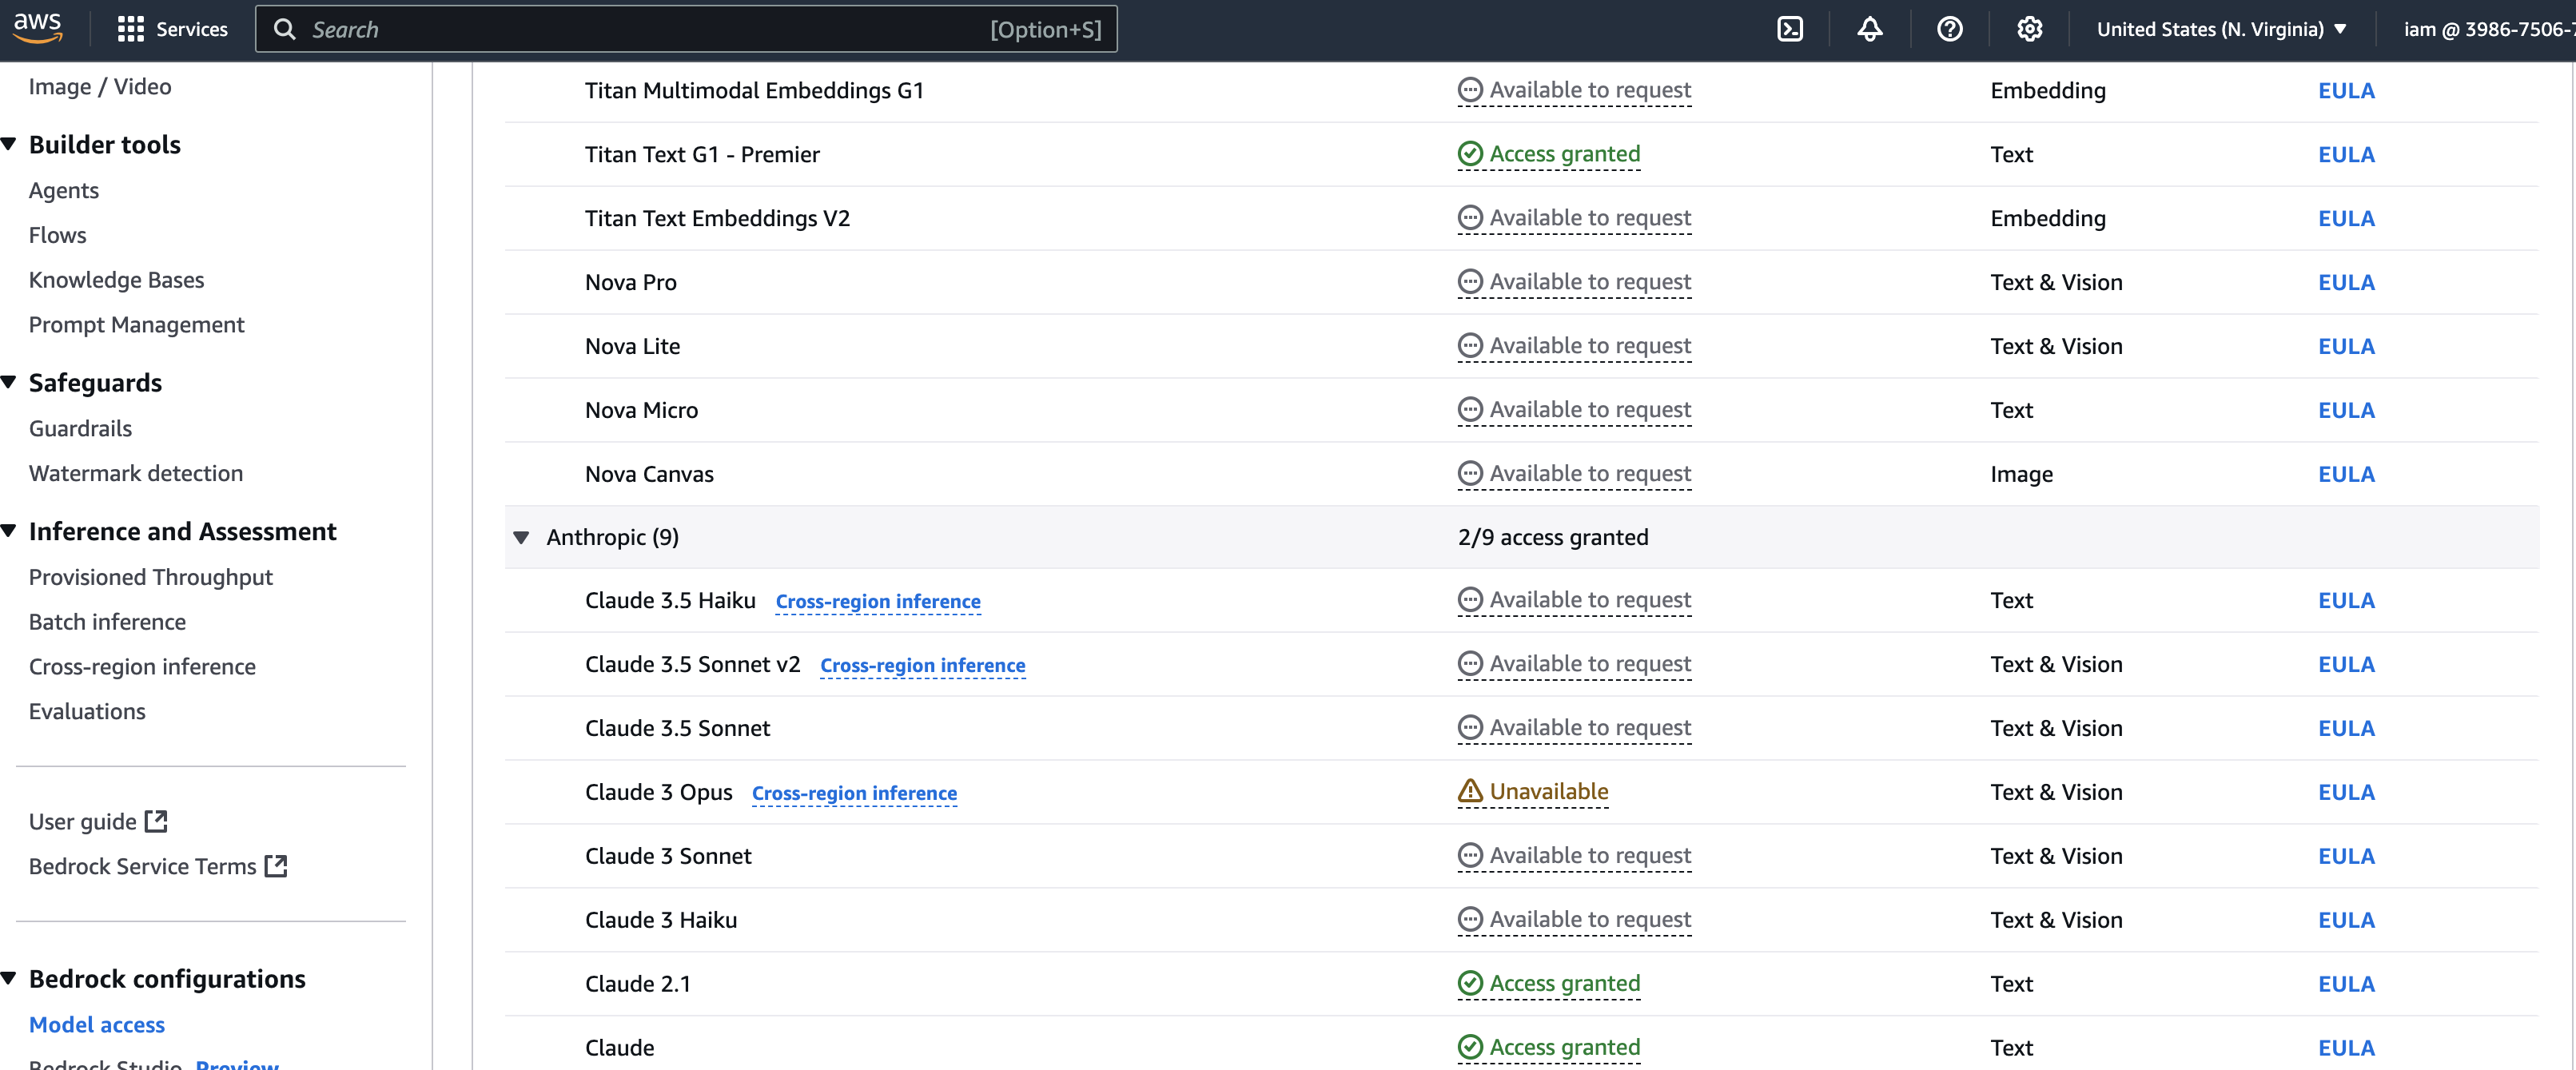 aws
Services
Search
[Option+S]
United States (N. Virginia)
iam @ 3986-7506-
Image / Video
Builder tools
Agents
Flows
Knowledge Bases
Prompt Management
Safeguards
Guardrails
Watermark detection
Inference and Assessment
Provisioned Throughput
Batch inference
Cross-region inference
Evaluations
User guide
Bedrock Service Terms
Bedrock configurations
Model access
Bedrock Studio Preview
Titan Multimodal Embeddings G1 Available to request Embedding EULA
Titan Text G1 - Premier Access granted Text EULA
Titan Text Embeddings V2 Available to request Embedding EULA
Nova Pro Available to request Text & Vision EULA
Nova Lite Available to request Text & Vision EULA
Nova Micro Available to request Text EULA
Nova Canvas Available to request Image EULA
Anthropic (9) 2/9 access granted
Claude 3.5 Haiku Cross-region inference Available to request Text EULA
Claude 3.5 Sonnet v2 Cross-region inference Available to request Text & Vision EULA
Claude 3.5 Sonnet Available to request Text & Vision EULA
Claude 3 Opus Cross-region inference Unavailable Text & Vision EULA
Claude 3 Sonnet Available to request Text & Vision EULA
Claude 3 Haiku Available to request Text & Vision EULA
Claude 2.1 Access granted Text EULA
Claude Access granted Text EULA